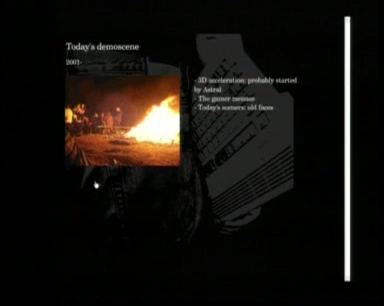 Today's demoscene
2001-
- 3D acceleration; probably started
by Astral
- The gamer menace
- Today's sceners: old faces